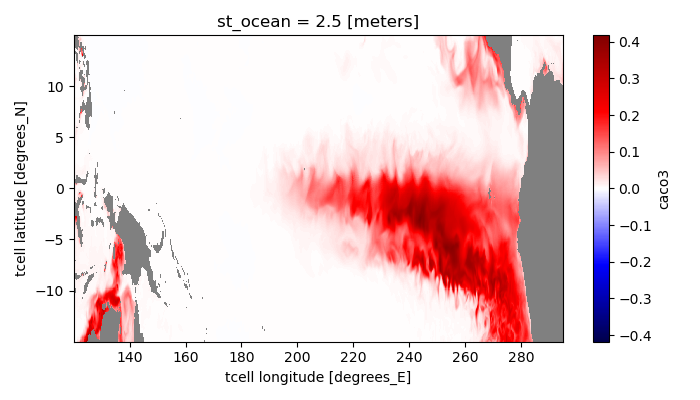 st_ocean = 2.5 [meters]
10
5
0
−5
−10
tcell latitude [degrees_N]
140 160 180 200 220 240 260 280
tcell longitude [degrees_E]
0.4
0.3
0.2
0.1
0.0
−0.1
−0.2
−0.3
−0.4
caco3